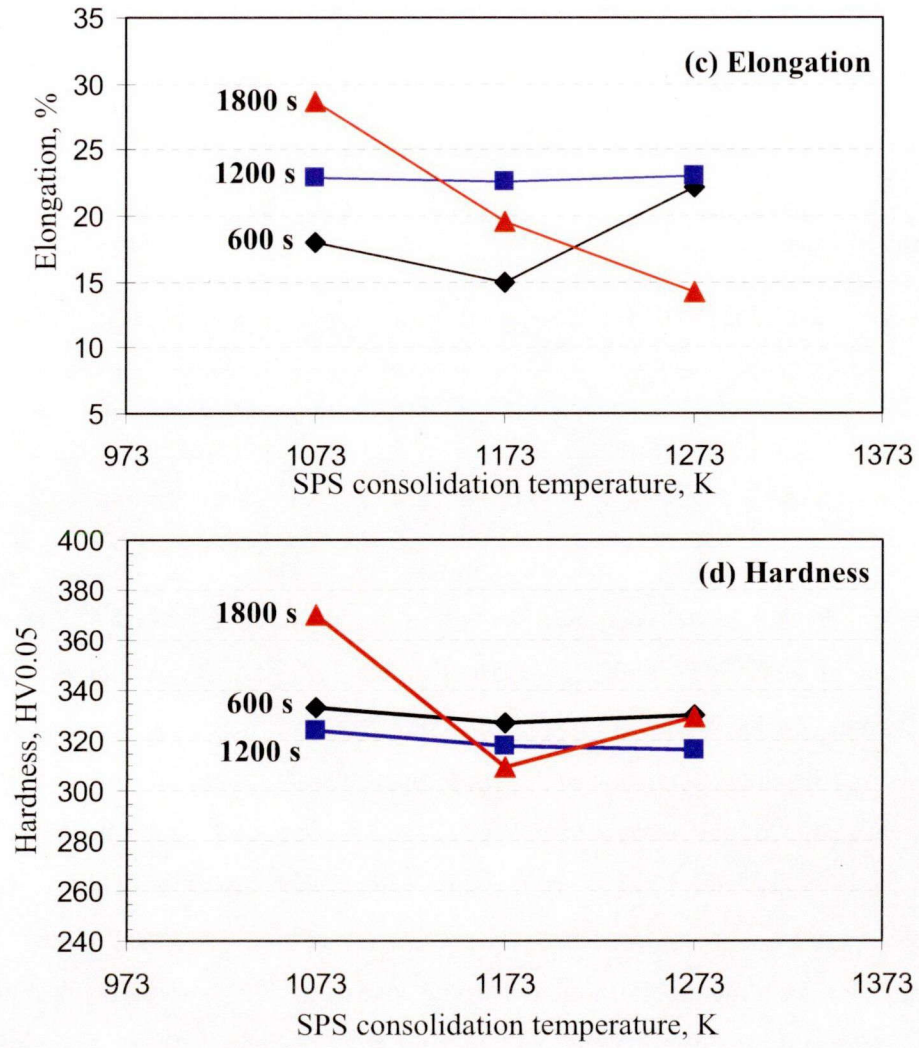 35
(c) Elongation
30
1800 s
25
1200 s
20
600 s
15
10
5
Elongation, %
973 1073 1173 1273 1373
SPS consolidation temperature, K
400
(d) Hardness
380
360
1800 s
340
600 s
320
1200 s
300
280
260
240
Hardness, HV0.05
973 1073 1173 1273 1373
SPS consolidation temperature, K